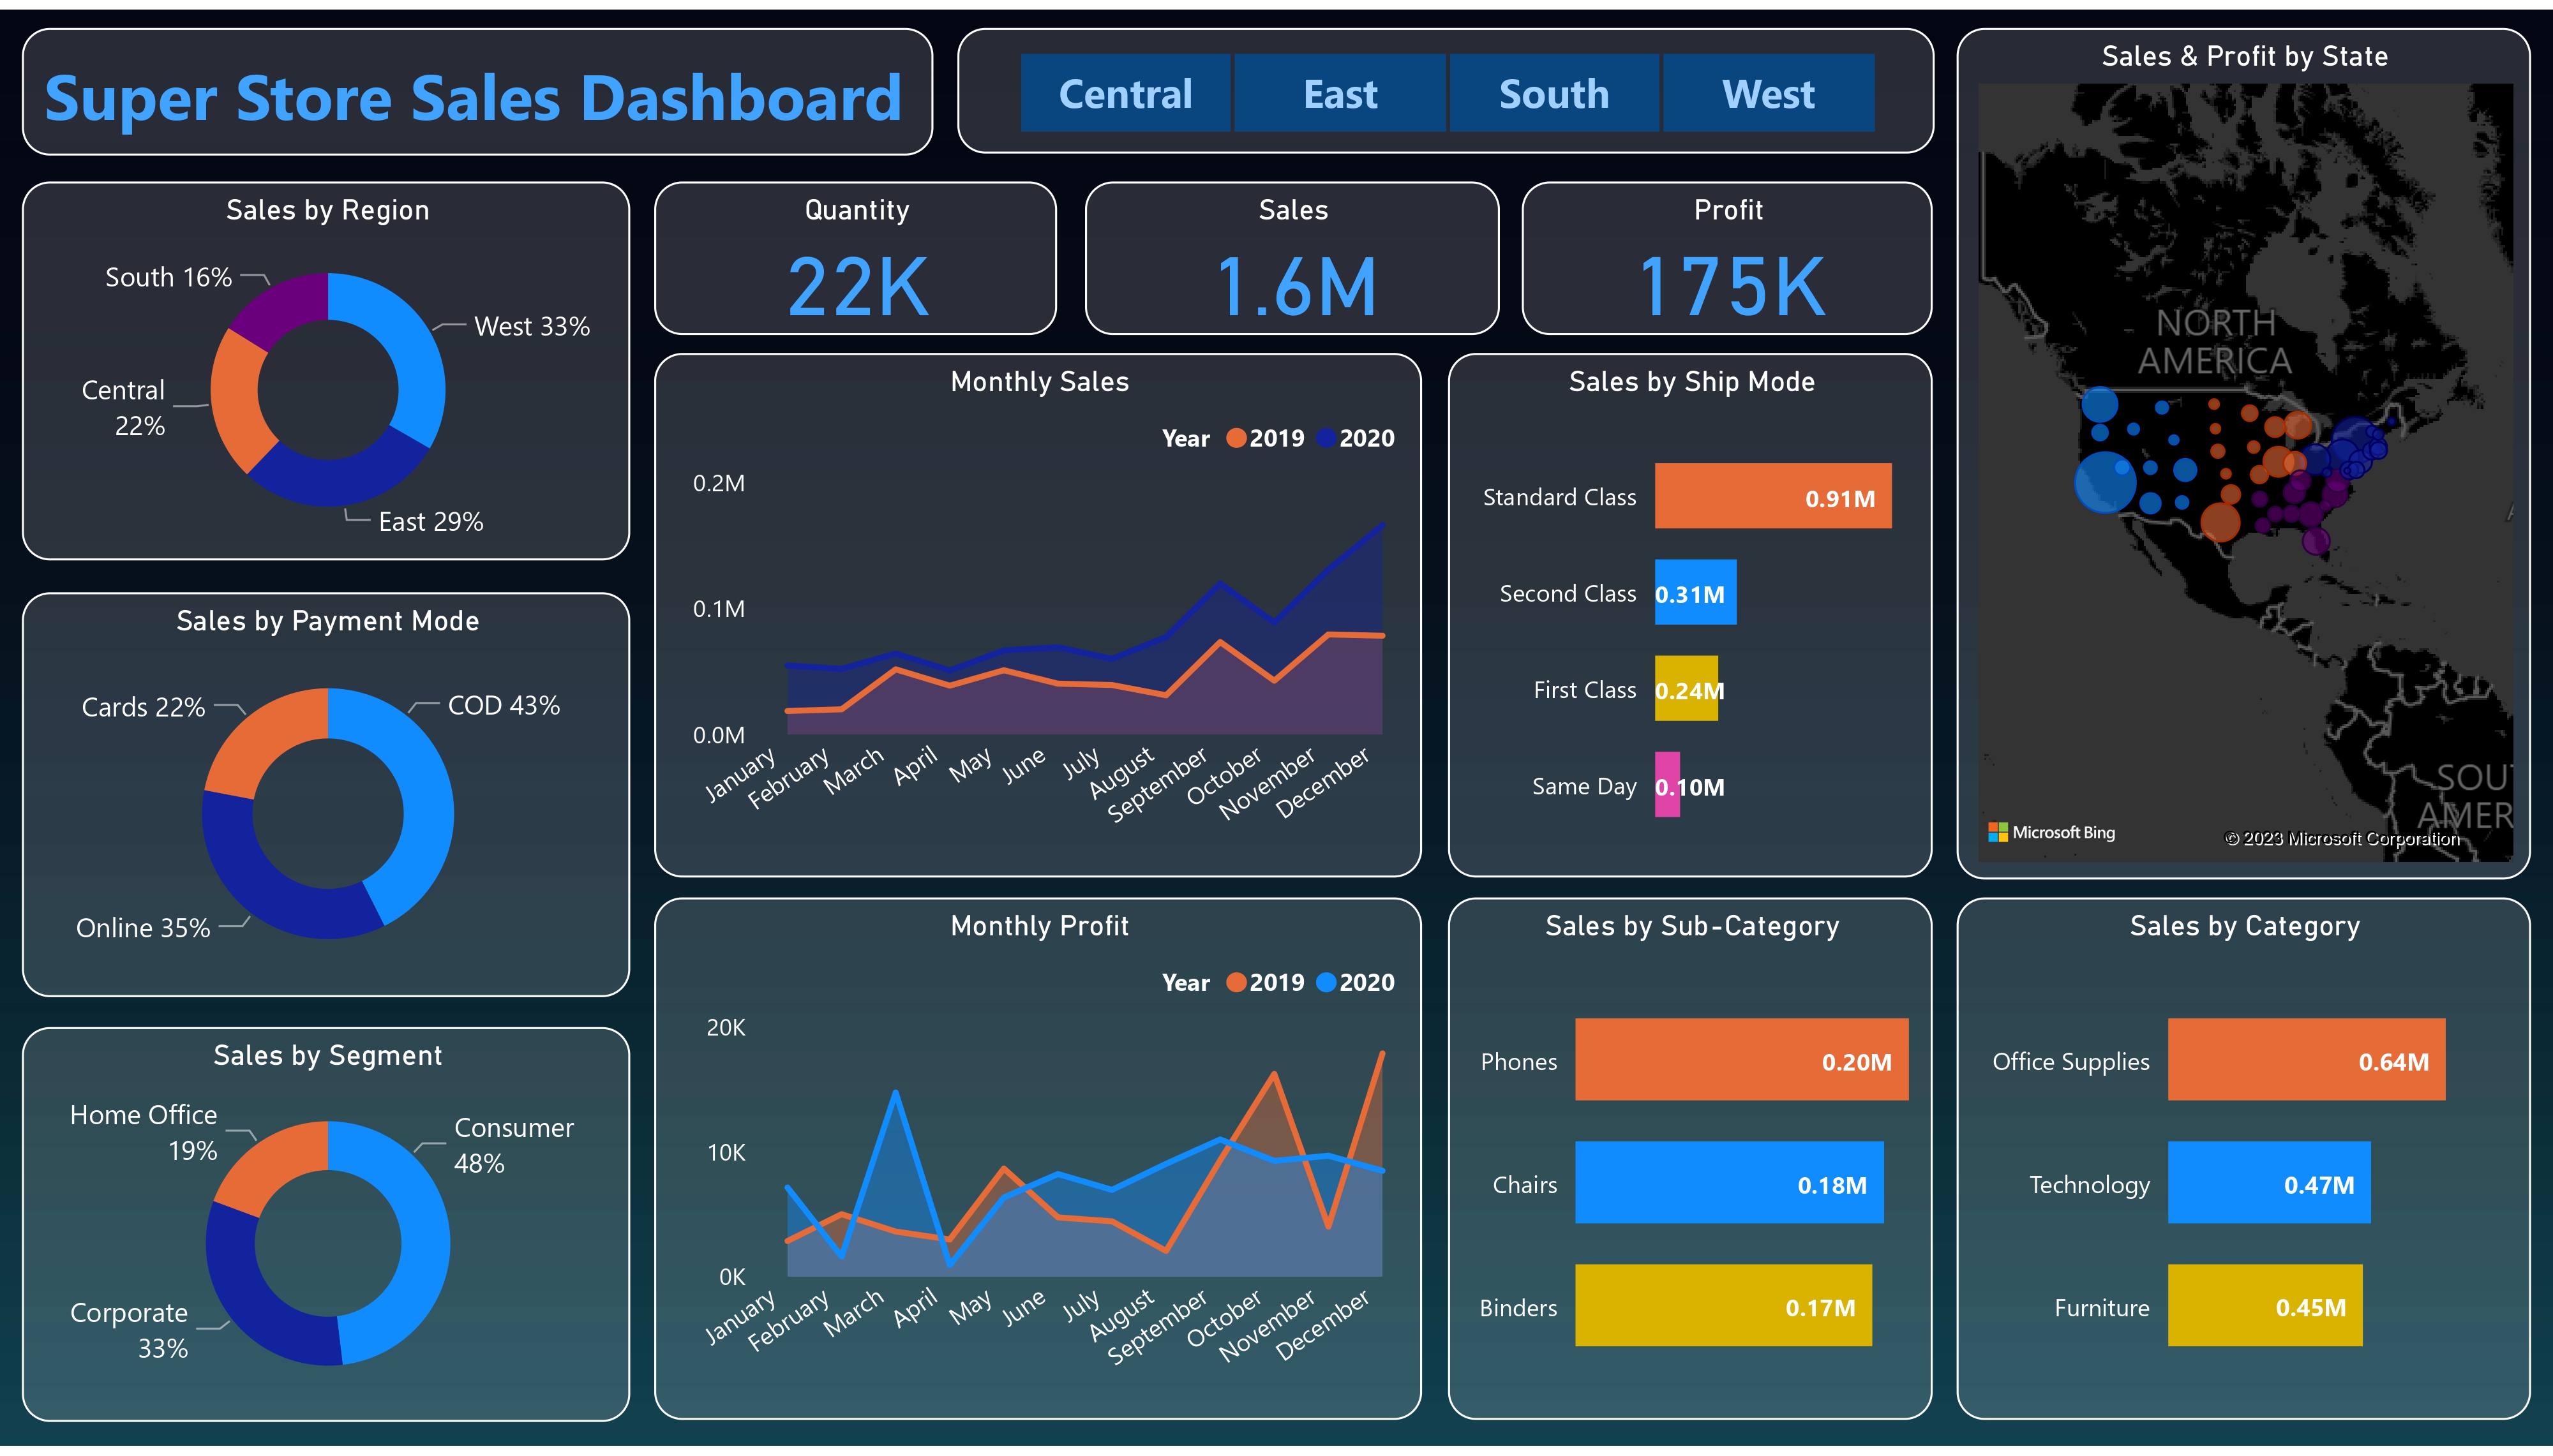 Super Store Sales Dashboard
Central East South West
Sales & Profit by State
NORTH
AMERICA
SOUT
AMER
Microsoft Bing
© 2023 Microsoft Corporation
Sales by Region
South 16%
West 33%
Central
22%
East 29%
Quantity
22K
Sales
1.6M
Profit
175K
Sales by Payment Mode
Cards 22%
COD 43%
Online 35%
Monthly Sales
Year 2019 2020
0.2M
0.1M
0.0M
January
February
March
April
May
June
July
August
September
October
November
December
Sales by Ship Mode
Standard Class 0.91M
Second Class 0.31M
First Class 0.24M
Same Day 0.10M
Sales by Segment
Home Office
19%
Consumer
48%
Corporate
33%
Monthly Profit
Year 2019 2020
20K
10K
0K
January
February
March
April
May
June
July
August
September
October
November
December
Sales by Sub-Category
Phones 0.20M
Chairs 0.18M
Binders 0.17M
Sales by Category
Office Supplies 0.64M
Technology 0.47M
Furniture 0.45M